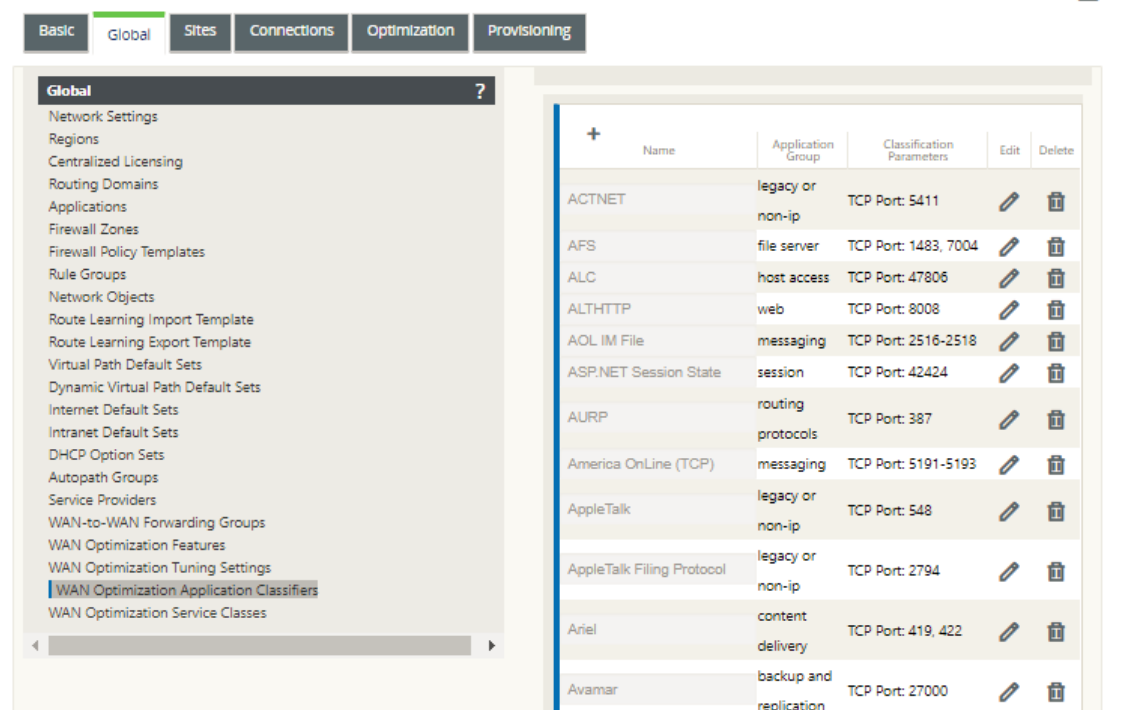 Basic Global Sites Connections Optimization Provisioning
Global ?
Network Settings
Regions
Centralized Licensing
Routing Domains
Applications
Firewall Zones
Firewall Policy Templates
Rule Groups
Network Objects
Route Learning Import Template
Route Learning Export Template
Virtual Path Default Sets
Dynamic Virtual Path Default Sets
Internet Default Sets
Intranet Default Sets
DHCP Option Sets
Autopath Groups
Service Providers
WAN-to-WAN Forwarding Groups
WAN Optimization Features
WAN Optimization Tuning Settings
WAN Optimization Application Classifiers
WAN Optimization Service Classes
+
Name Application Group Classification Parameters Edit Delete
ACTNET legacy or non-ip TCP Port: 5411
AFS file server TCP Port: 1483, 7004
ALC host access TCP Port: 47806
ALTHTTP web TCP Port: 8008
AOL IM File messaging TCP Port: 2516-2518
ASP.NET Session State session TCP Port: 42424
AURP routing protocols TCP Port: 387
America OnLine (TCP) messaging TCP Port: 5191-5193
AppleTalk legacy or non-ip TCP Port: 548
AppleTalk Filing Protocol legacy or non-ip TCP Port: 2794
Ariel content delivery TCP Port: 419, 422
Avamar backup and replication TCP Port: 27000